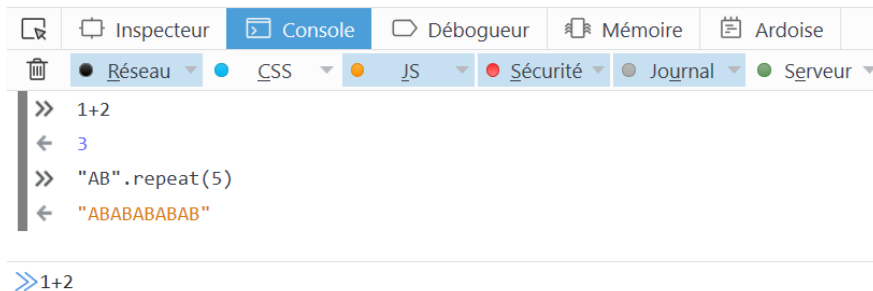 Inspecteur Console Débogueur Mémoire Ardoise
Réseau CSS JS Sécurité Journal Serveur
1+2
3
"AB".repeat(5)
"ABABABABAB"
1+2